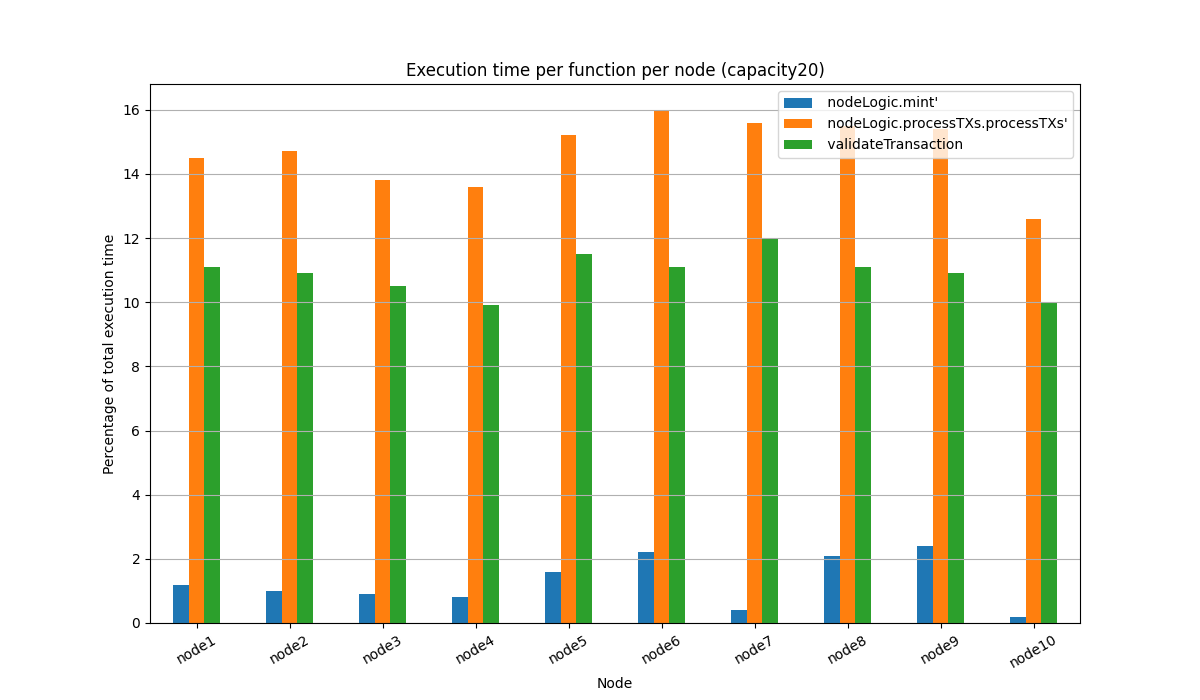 Execution time per function per node (capacity20)
nodeLogic.mint'
nodeLogic.processTXs.processTXs'
validateTransaction
Percentage of total execution time
16
14
12
10
8
6
4
2
0
node1 node2 node3 node4 node5 node6 node7 node8 node9 node10
Node